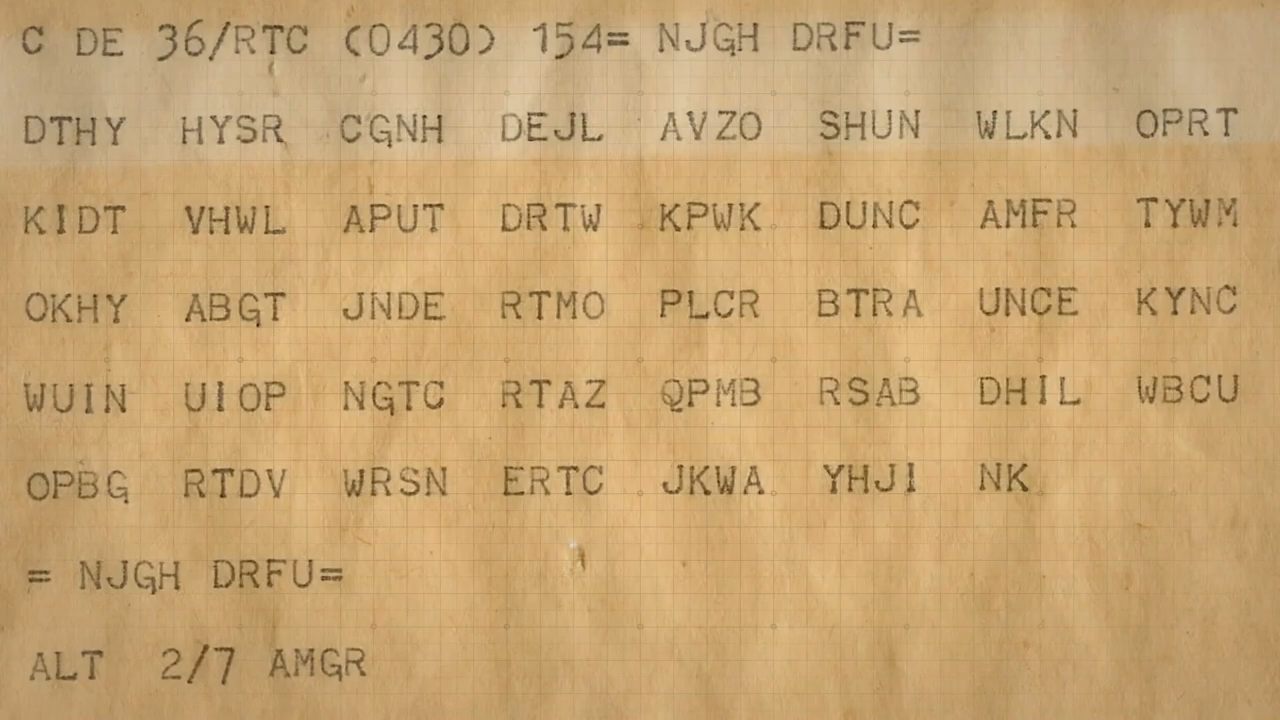 C DE 36/RTC (0430) 154= NJGH DRFU=
DTHY HYSR CGNH DEJL AVZO SHUN WLKN OPRT
KIDT VHWL APUT DRTW KPWK DUNC AMFR TYWM
OKHY ABGT JNDE RTMO PLCR BTRA UNCE KYNC
WUIN UIOP NGTC RTAZ QPMB RSAB DHIL WBCU
OPBG RTDV WRSN ERTC JKWA YHJI NK
= NJGH DRFU=
ALT 2/7 AMGR